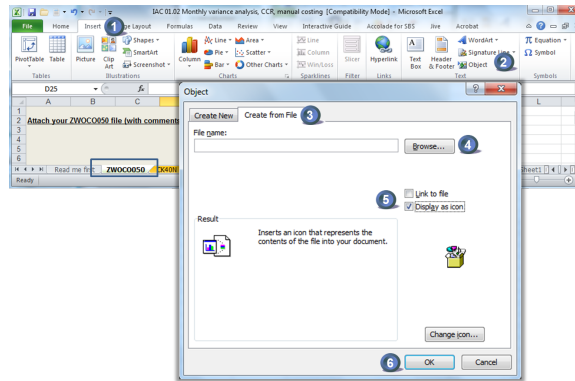 IAC 01.02 Monthly variance analysis, CCR, manual costing [Compatibility Mode] - Microsoft Excel
File Home Insert 1 ge Layout Formulas Data Review View Interactive Guide Accolade for SBS Jive Acrobat
PivotTable Table Picture Clip Art Shapes SmartArt Screenshot Column Line Pie Bar Area Scatter Other Charts Line Column Win/Loss Slicer Hyperlink Text Box Header & Footer WordArt Signature Line Object 2 Equation Symbol
Tables Illustrations Charts Sparklines Filter Links Text Symbols
D25 fx
A B C L
1
2 Attach your ZWOCO050 file (with comment
3
4
5
6
Read me first ZWOCO050 CK40N Sheet1
Ready
Object
Create New Create from File 3
File name:
Browse... 4
Link to file
5 Display as icon
Result
Inserts an icon that represents the
contents of the file into your document.
Change icon...
6 OK Cancel